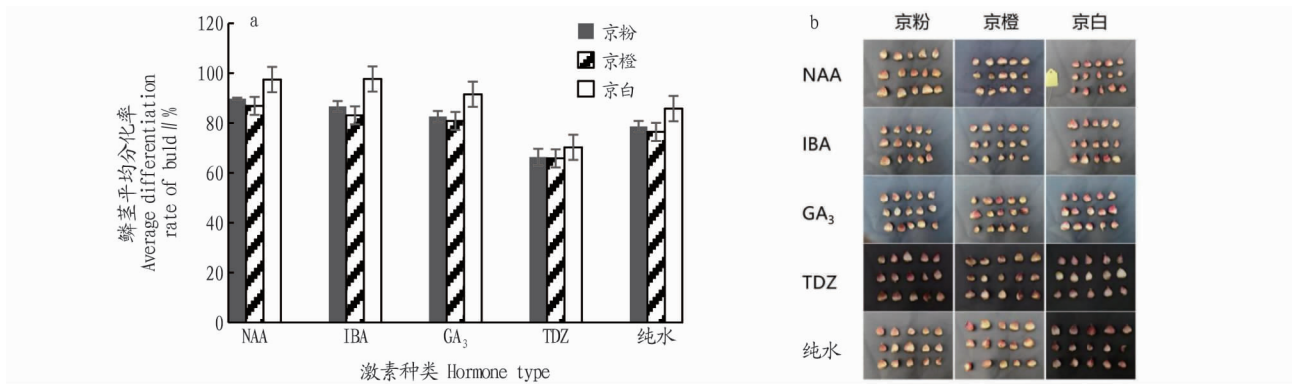 a
120
100
80
60
40
20
0
鳞茎平均分化率
Average differentiation
rate of buld∥%
京粉
京橙
京白
NAA IBA GA₃ TDZ 纯水
激素种类 Hormone type
b
京粉 京橙 京白
NAA
IBA
GA₃
TDZ
纯水